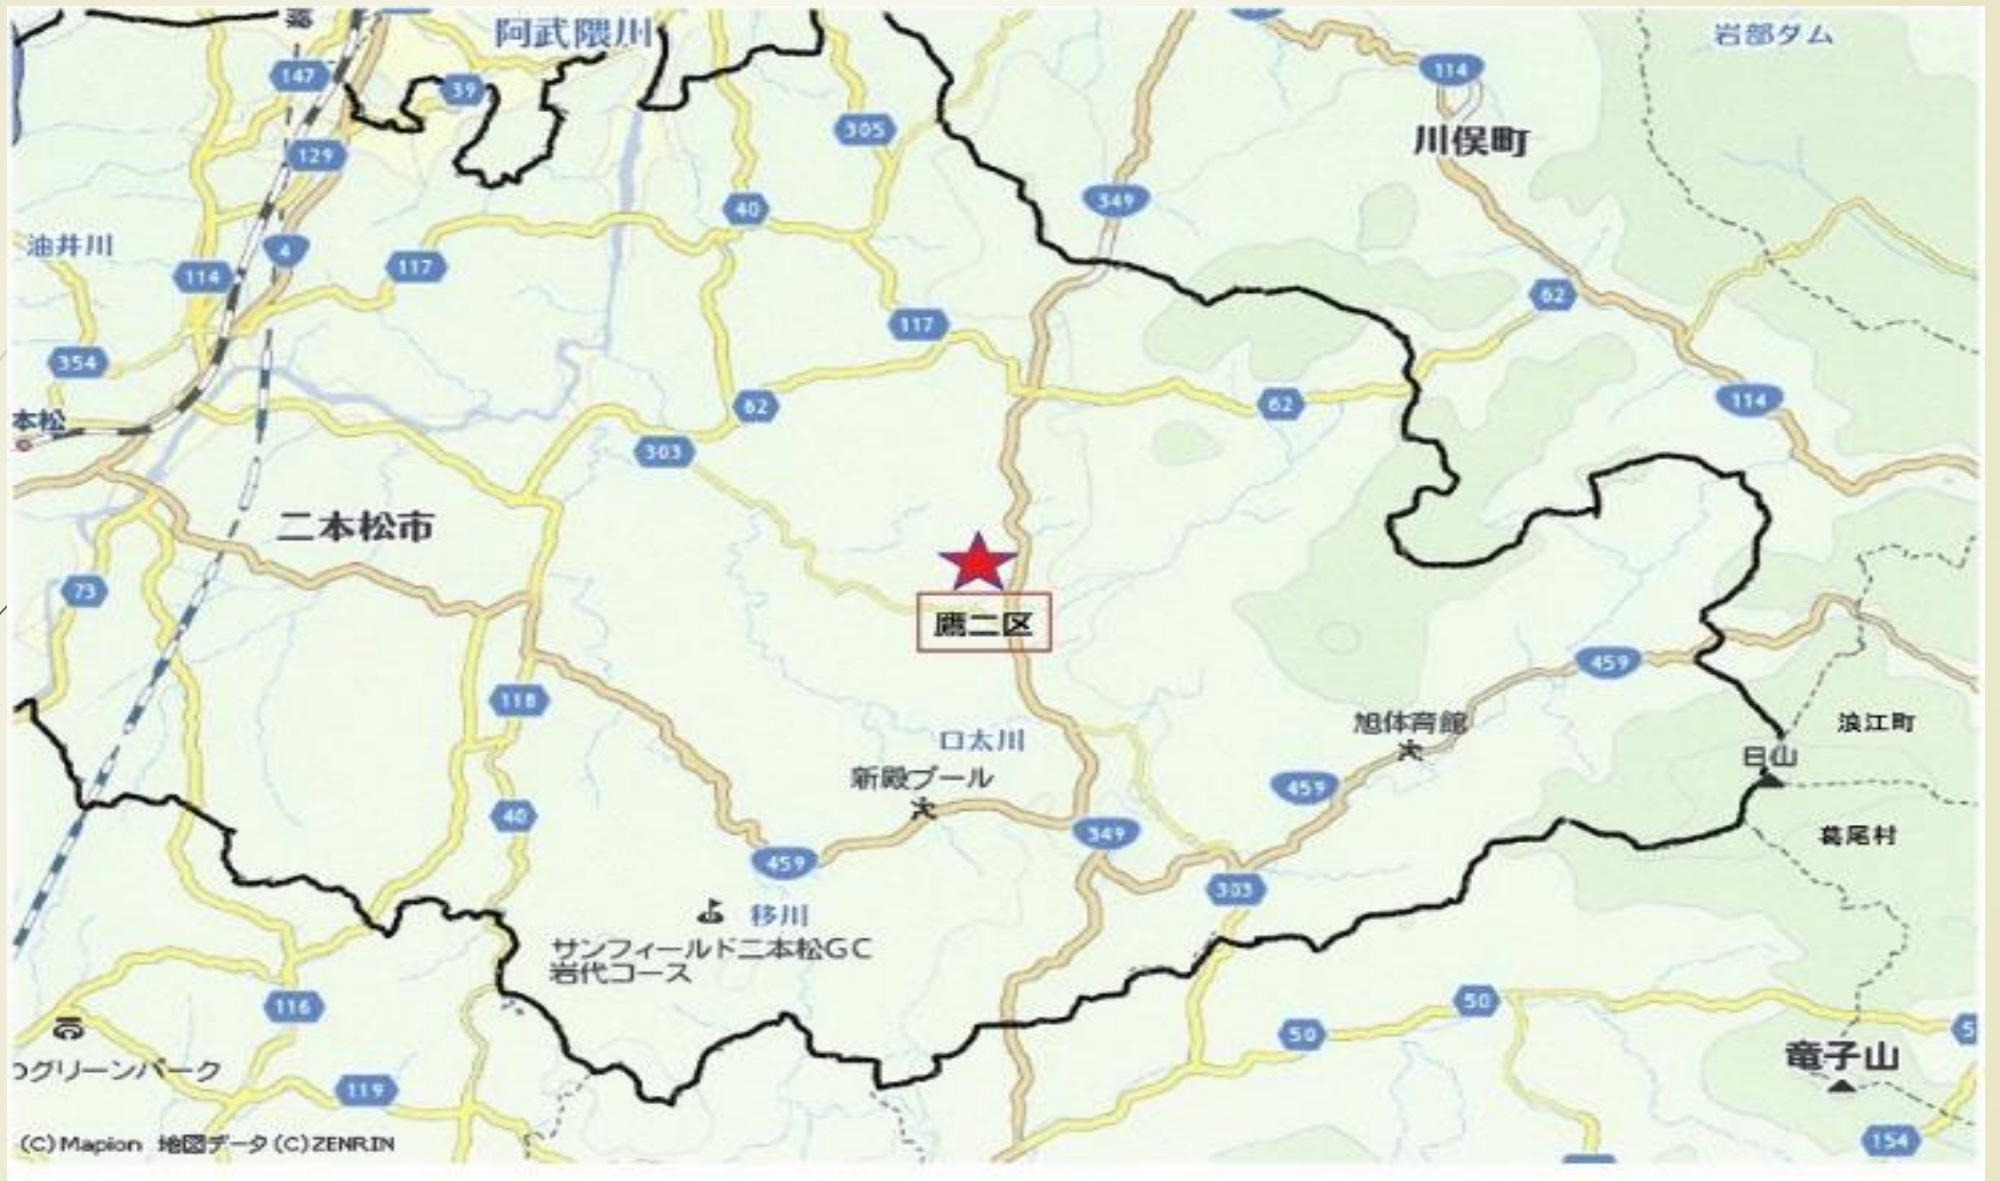 阿武隈川
岩部ダム
147
39
114
305
川俣町
129
349
40
油井川
4
117
114
62
117
354
62
62
114
本松
303
二本松市
鷹二区
73
459
118
口太川
旭体育館
浪江町
日山
新殿プール
459
40
349
葛尾村
459
303
移川
サンフィールド二本松GC
岩代コース
116
50
50
5
竜子山
グリーンパーク
119
154
(C)Mapion 地図データ(C)ZENRIN